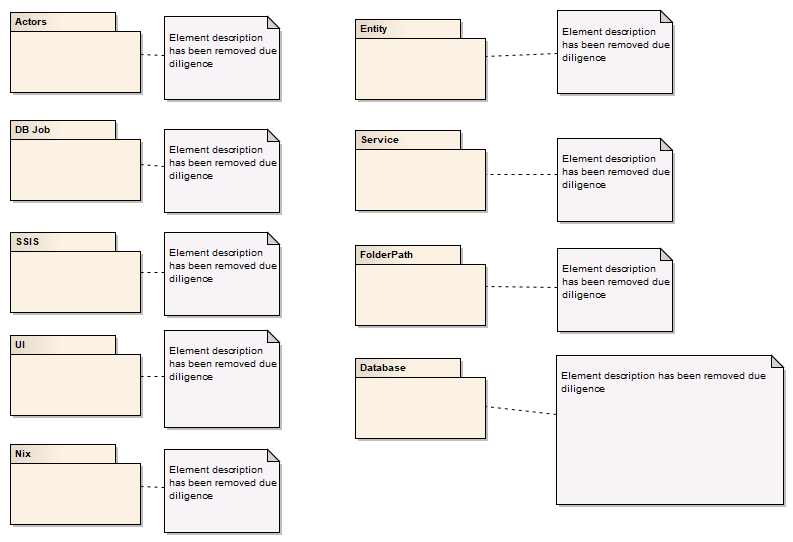 Actors
Element description
has been removed due
diligence
DB Job
Element description
has been removed due
diligence
SSIS
Element description
has been removed due
diligence
UI
Element description
has been removed due
diligence
Nix
Element description
has been removed due
diligence
Entity
Element description
has been removed due
diligence
Service
Element description
has been removed due
diligence
FolderPath
Element description
has been removed due
diligence
Database
Element description has been removed due
diligence